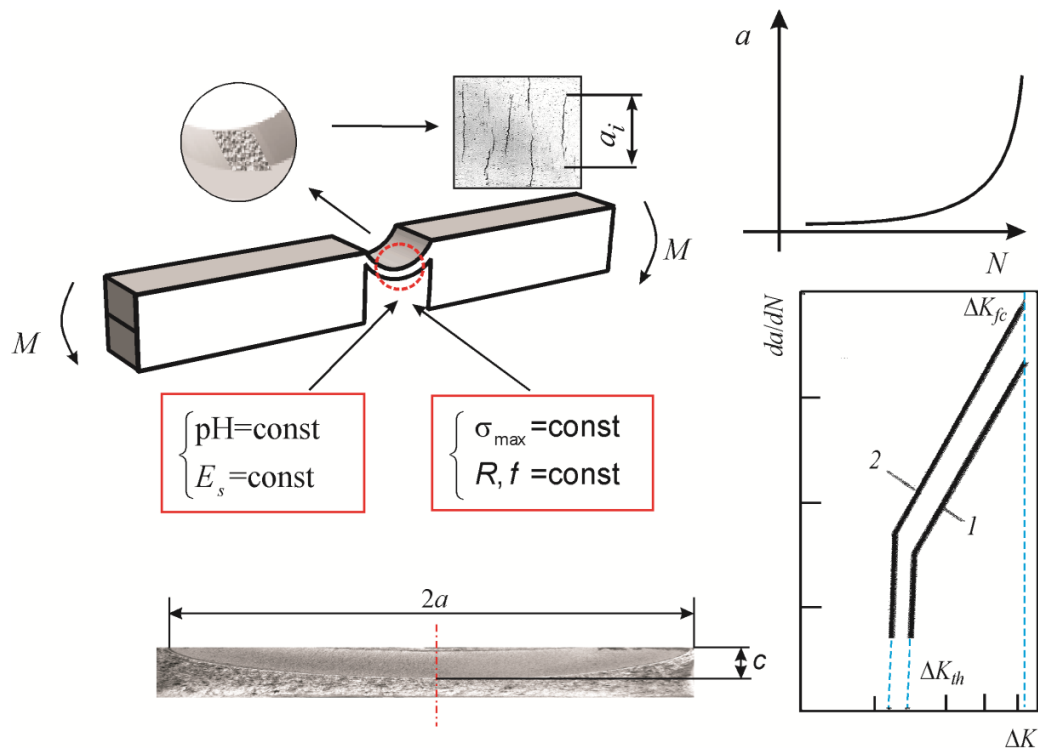 a
N
a_i
M
M
pH=const
E_s=const
σ_max=const
R, f =const
2a
c
da/dN
ΔK_fc
2
1
ΔK_th
ΔK